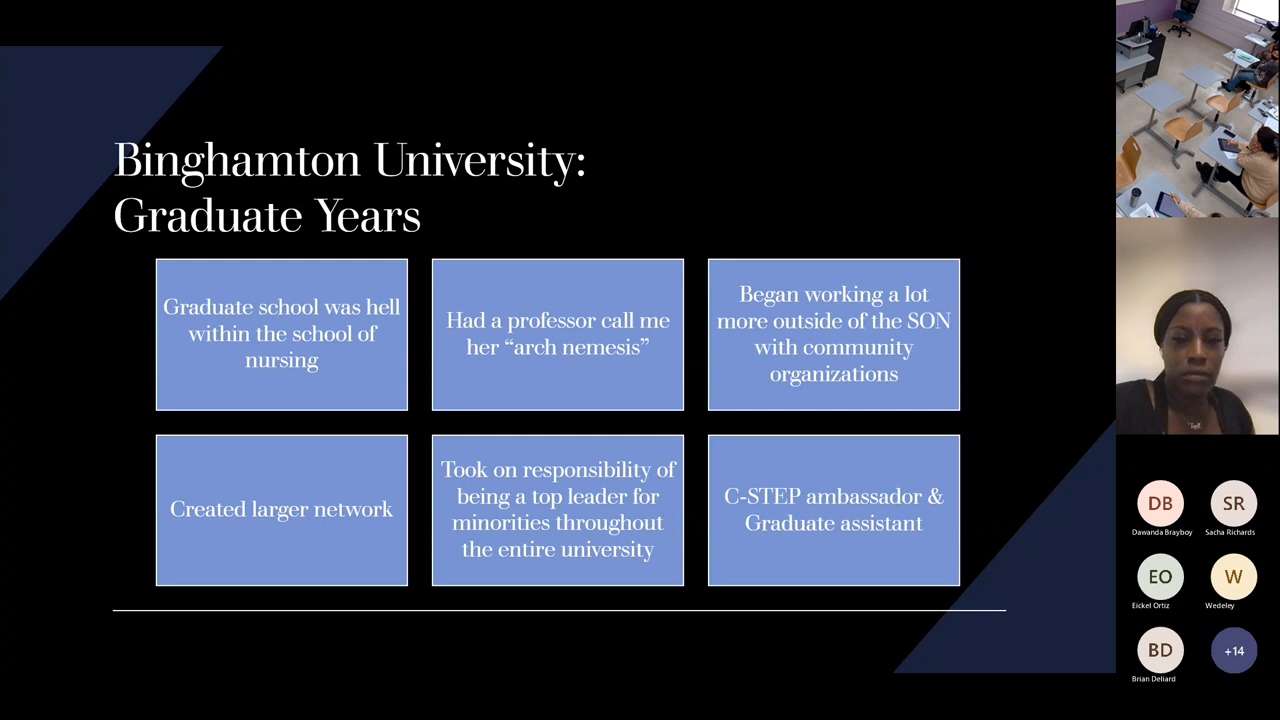 Binghamton University:
Graduate Years
Graduate school was hell
within the school of
nursing
Had a professor call me
her “arch nemesis”
Began working a lot
more outside of the SON
with community
organizations
Created larger network
Took on responsibility of
being a top leader for
minorities throughout
the entire university
C-STEP ambassador &
Graduate assistant
DB
Dawanda Brayboy
SR
Sacha Richards
EO
Eickel Ortiz
W
Wedeley
BD
Brian Deliard
+14